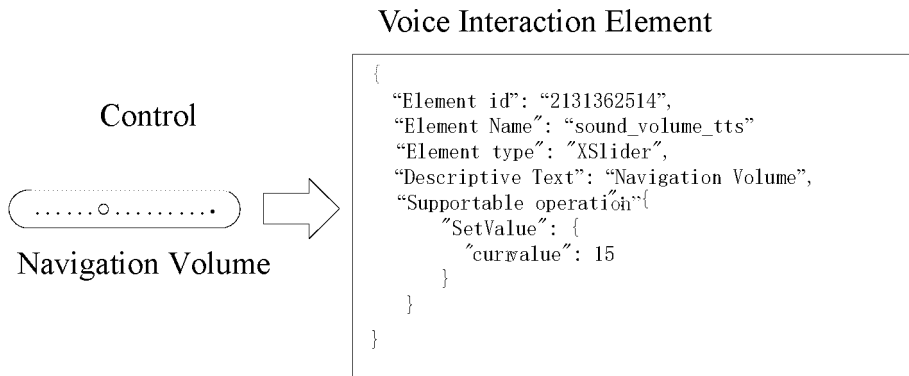 Voice Interaction Element
Control
Navigation Volume
{
“Element id”: “2131362514”,
“Element Name”: “sound_volume_tts”
“Element type”: ”XSlider”,
“Descriptive Text”: “Navigation Volume”,
“Supportable operation”:{
”SetValue”: {
”currvalue”: 15
}
}
}